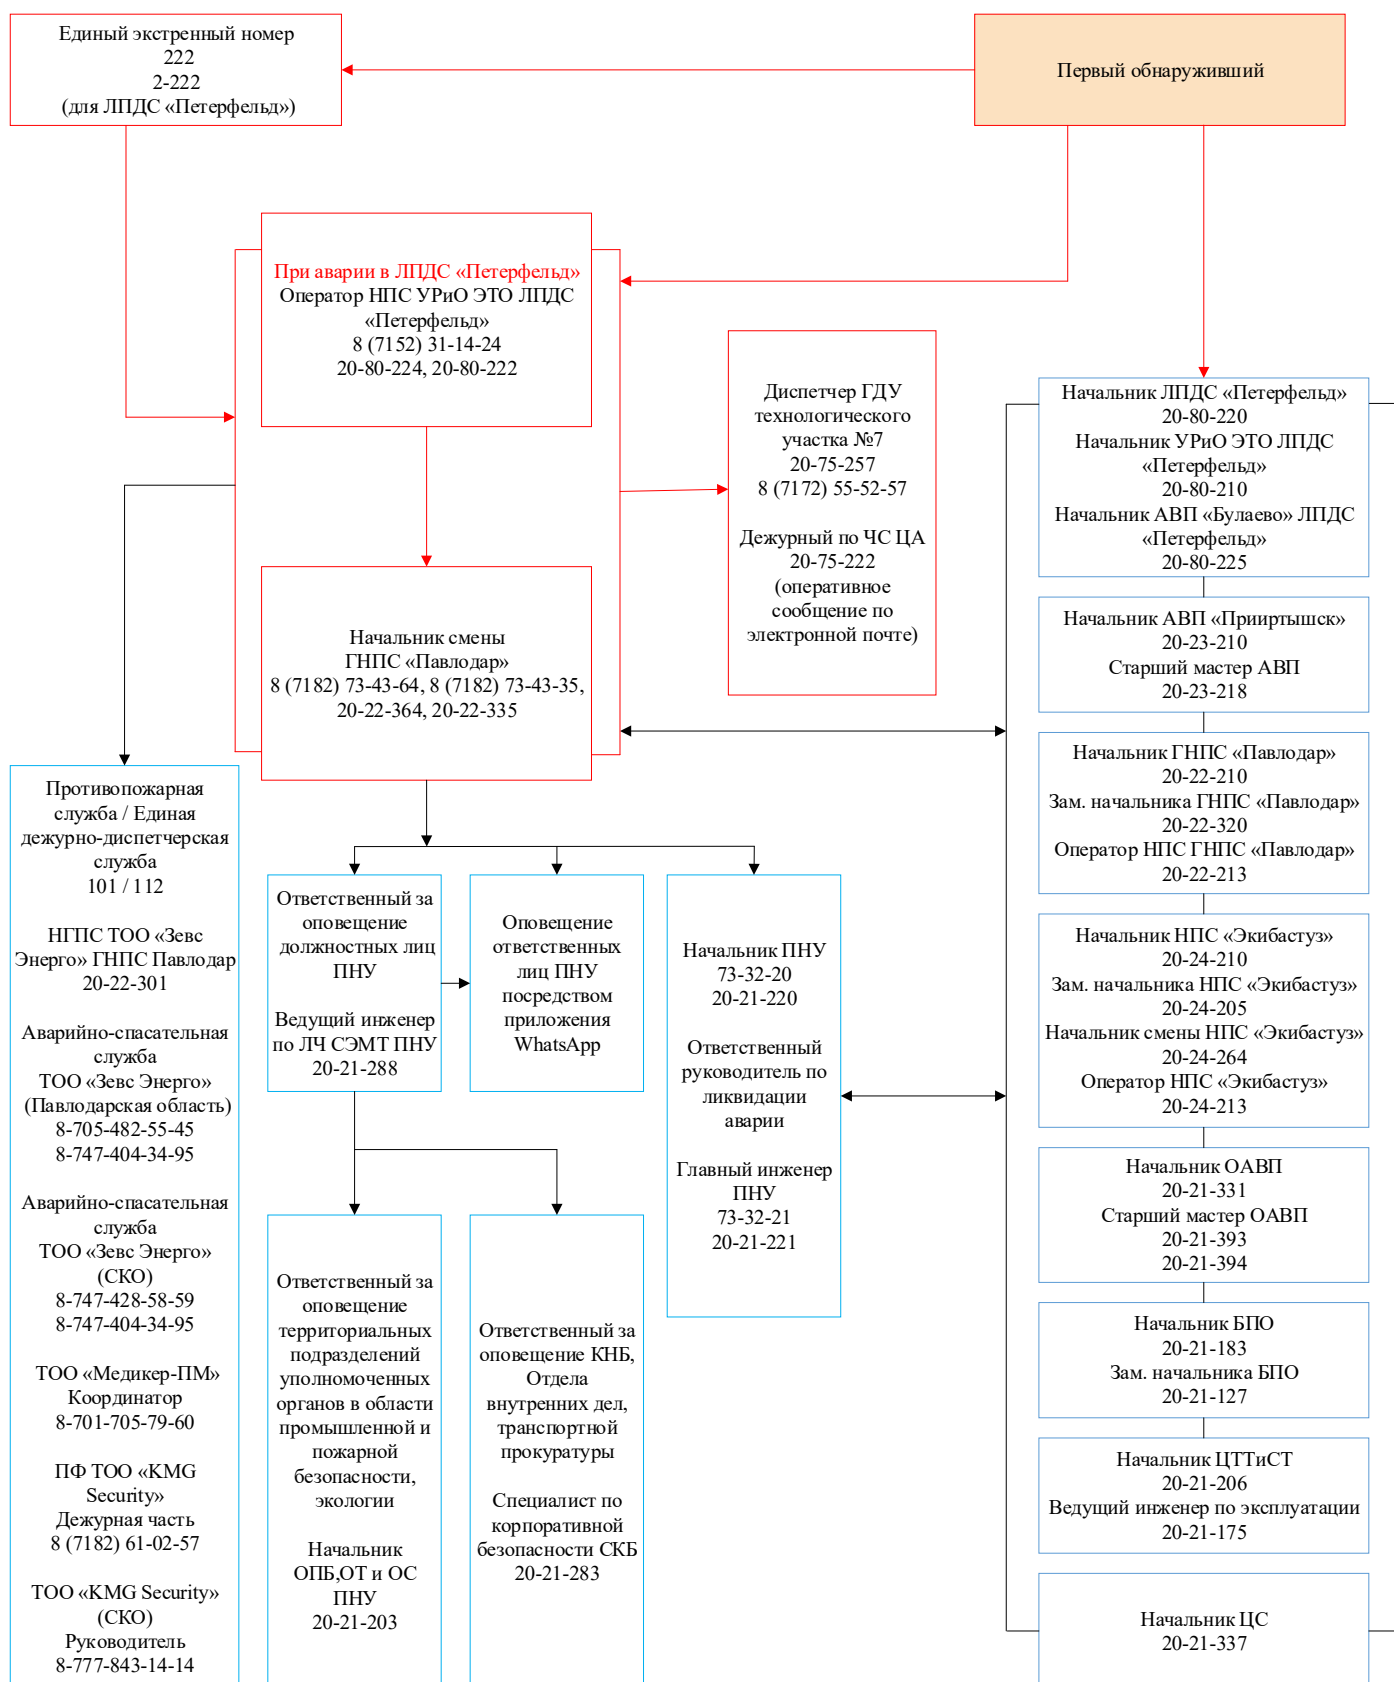 Единый экстренный номер
222
2-222
(для ЛПДС «Петерфельд»)
Первый обнаруживший
При аварии в ЛПДС «Петерфельд»
Оператор НПС УРиО ЭТО ЛПДС
«Петерфельд»
8 (7152) 31-14-24
20-80-224, 20-80-222
Диспетчер ГДУ
технологического
участка №7
20-75-257
8 (7172) 55-52-57
Дежурный по ЧС ЦА
20-75-222
(оперативное
сообщение по
электронной почте)
Начальник смены
ГНПС «Павлодар»
8 (7182) 73-43-64, 8 (7182) 73-43-35,
20-22-364, 20-22-335
Противопожарная
служба / Единая
дежурно-диспетчерская
служба
101 / 112
НГПС ТОО «Зевс
Энерго» ГНПС Павлодар
20-22-301
Аварийно-спасательная
служба
ТОО «Зевс Энерго»
(Павлодарская область)
8-705-482-55-45
8-747-404-34-95
Аварийно-спасательная
служба
ТОО «Зевс Энерго»
(СКО)
8-747-428-58-59
8-747-404-34-95
ТОО «Медикер-ПМ»
Координатор
8-701-705-79-60
ПФ ТОО «KMG
Security»
Дежурная часть
8 (7182) 61-02-57
ТОО «KMG Security»
(СКО)
Руководитель
8-777-843-14-14
Ответственный за
оповещение
должностных лиц
ПНУ
Ведущий инженер
по ЛЧ СЭМТ ПНУ
20-21-288
Оповещение
ответственных
лиц ПНУ
посредством
приложения
WhatsApp
Начальник ПНУ
73-32-20
20-21-220
Ответственный
руководитель по
ликвидации
аварии
Главный инженер
ПНУ
73-32-21
20-21-221
Ответственный за
оповещение
территориальных
подразделений
уполномоченных
органов в области
промышленной и
пожарной
безопасности,
экологии
Начальник
ОПБ,ОТ и ОС
ПНУ
20-21-203
Ответственный за
оповещение КНБ,
Отдела
внутренних дел,
транспортной
прокуратуры
Специалист по
корпоративной
безопасности СКБ
20-21-283
Начальник ЛПДС «Петерфельд»
20-80-220
Начальник УРиО ЭТО ЛПДС
«Петерфельд»
20-80-210
Начальник АВП «Булаево» ЛПДС
«Петерфельд»
20-80-225
Начальник АВП «Прииртышск»
20-23-210
Старший мастер АВП
20-23-218
Начальник ГНПС «Павлодар»
20-22-210
Зам. начальника ГНПС «Павлодар»
20-22-320
Оператор НПС ГНПС «Павлодар»
20-22-213
Начальник НПС «Экибастуз»
20-24-210
Зам. начальника НПС «Экибастуз»
20-24-205
Начальник смены НПС «Экибастуз»
20-24-264
Оператор НПС «Экибастуз»
20-24-213
Начальник ОАВП
20-21-331
Старший мастер ОАВП
20-21-393
20-21-394
Начальник БПО
20-21-183
Зам. начальника БПО
20-21-127
Начальник ЦТТиСТ
20-21-206
Ведущий инженер по эксплуатации
20-21-175
Начальник ЦС
20-21-337